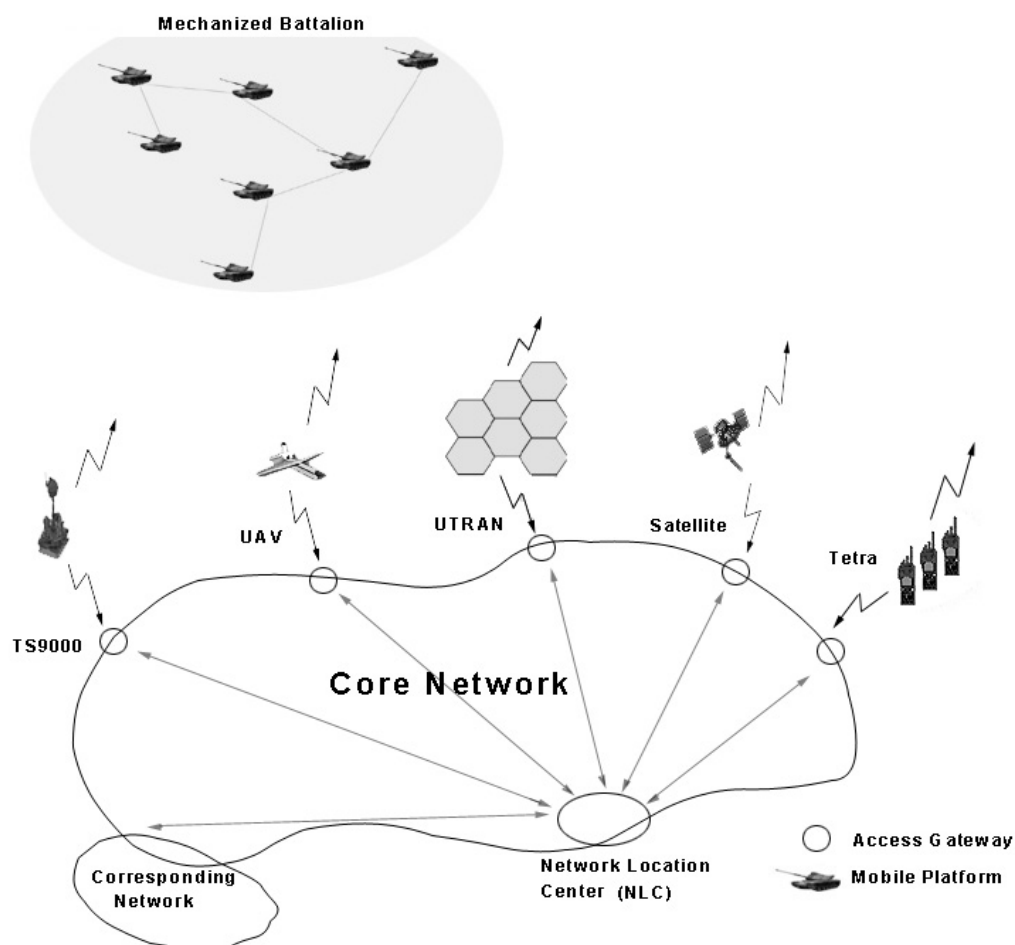 Mechanized Battalion
UTRAN
Satellite
UAV
Tetra
TS9000
Core Network
Access Gateway
Network Location
Center (NLC)
Corresponding
Network
Mobile Platform